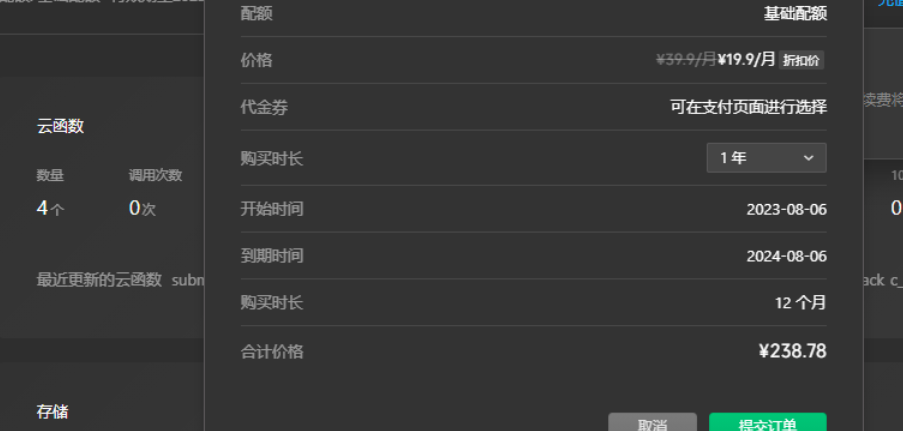 配额 基础配额
价格 ¥39.9/月 ¥19.9/月 折扣价
代金券 可在支付页面进行选择
购买时长 1 年
开始时间 2023-08-06
到期时间 2024-08-06
购买时长 12 个月
合计价格 ¥238.78
取消 提交订单
云函数
数量 调用次数
4 个 0 次
最近更新的云函数 subm
存储
续费将
10
0
ack c_